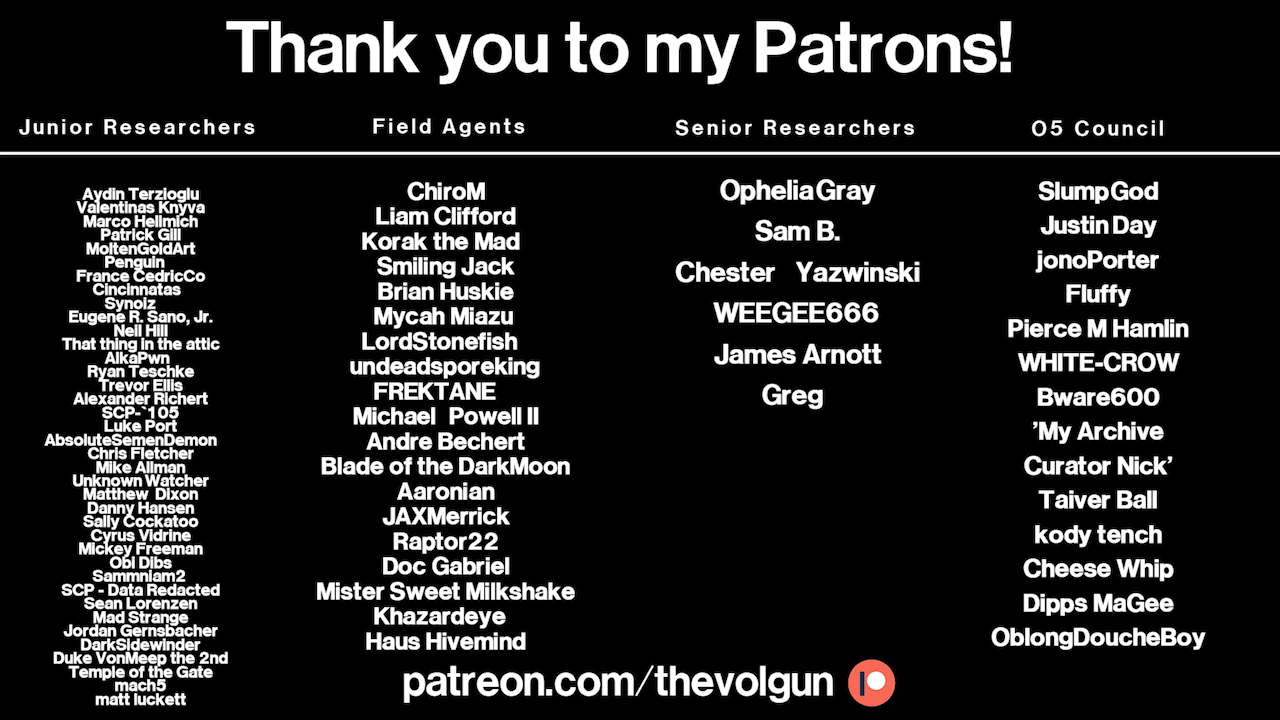 Thank you to my Patrons!
Junior Researchers
Aydin Terzioglu
Valentinas Knyva
Marco Hellmich
Patrick Gill
MoltenGoldArt
Penguin
France CedricCo
Cincinnatas
Synoiz
Eugene R. Sano, Jr.
Neil Hill
That thing in the attic
AlkaPwn
Ryan Teschke
Trevor Ellis
Alexander Richert
SCP-`105
Luke Port
AbsoluteSemenDemon
Chris Fletcher
Mike Allman
Unknown Watcher
Matthew Dixon
Danny Hansen
Sally Cockatoo
Cyrus Vidrine
Mickey Freeman
Obi Dibs
Sammniam2
SCP - Data Redacted
Sean Lorenzen
Mad Strange
Jordan Gernsbacher
DarkSidewinder
Duke VonMeep the 2nd
Temple of the Gate
mach5
matt luckett
Field Agents
ChiroM
Liam Clifford
Korak the Mad
Smiling Jack
Brian Huskie
Mycah Miazu
LordStonefish
undeadsporeking
FREKTANE
Michael Powell II
Andre Bechert
Blade of the DarkMoon
Aaronian
JAXMerrick
Raptor22
Doc Gabriel
Mister Sweet Milkshake
Khazardeye
Haus Hivemind
Senior Researchers
Ophelia Gray
Sam B.
Chester Yazwinski
WEEGEE666
James Arnott
Greg
O5 Council
Slump God
Justin Day
jonoPorter
Fluffy
Pierce M Hamlin
WHITE-CROW
Bware600
'My Archive
Curator Nick'
Taiver Ball
kody tench
Cheese Whip
Dipps MaGee
OblongDoucheBoy
patreon.com/thevolgun